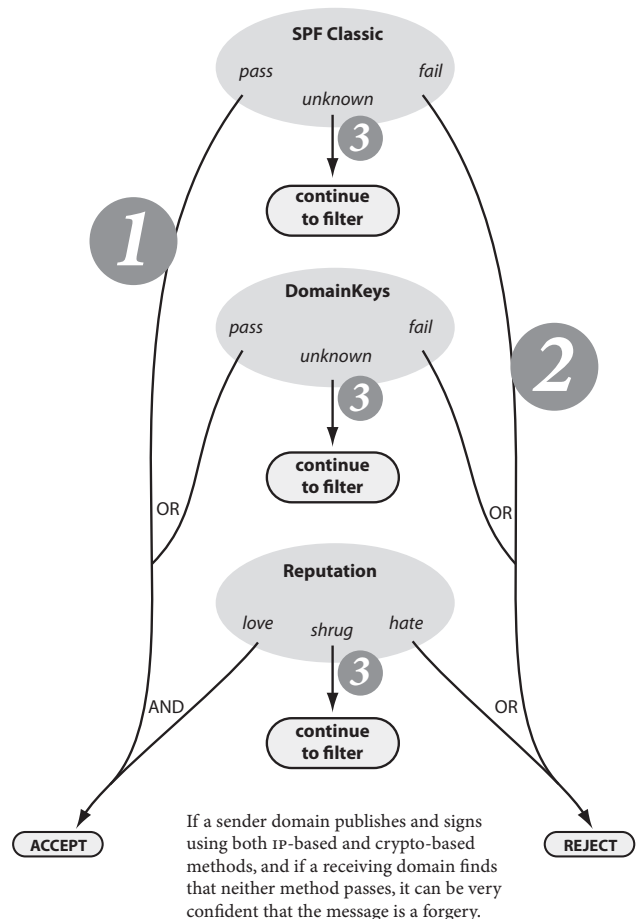 SPF Classic
pass
fail
unknown
3
continue
to filter
1
DomainKeys
pass
fail
unknown
2
3
continue
to filter
OR
OR
Reputation
love
shrug
hate
3
AND
OR
continue
to filter
ACCEPT
REJECT
If a sender domain publishes and signs
using both IP-based and crypto-based
methods, and if a receiving domain finds
that neither method passes, it can be very
confident that the message is a forgery.